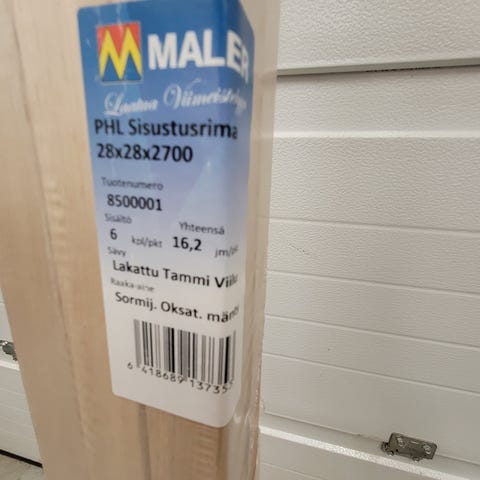 MALER
Laatua Viimeistelyyn
PHL Sisustusrima
28x28x2700
Tuotenumero
8500001
Sisältö Yhteensä
6 kpl/pkt 16,2 jm/pkt
Sävy
Lakattu Tammi Viilu
Raaka-aine
Sormij. Oksat. mänty
6 418689 13735